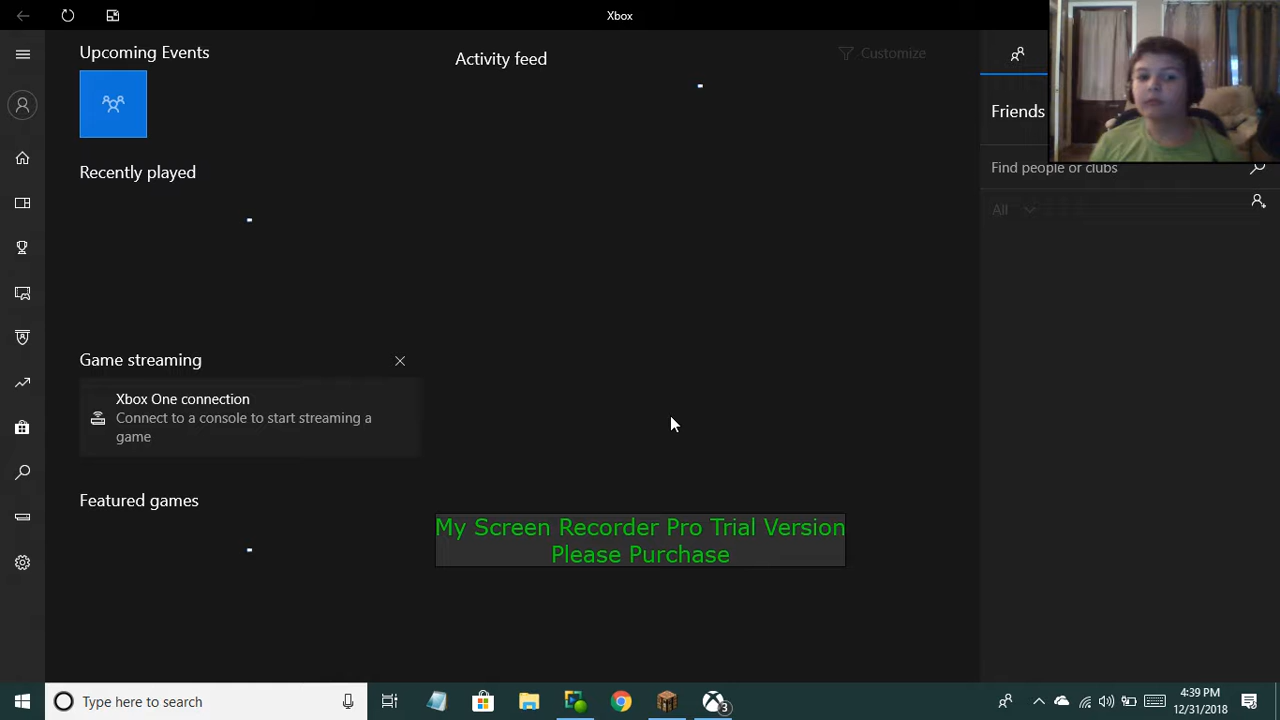 Xbox
Upcoming Events
Activity feed
Customize
Friends
Recently played
Find people or clubs
All
Game streaming
Xbox One connection
Connect to a console to start streaming a
game
Featured games
My Screen Recorder Pro Trial Version
Please Purchase
Type here to search
3
4:39 PM
12/31/2018